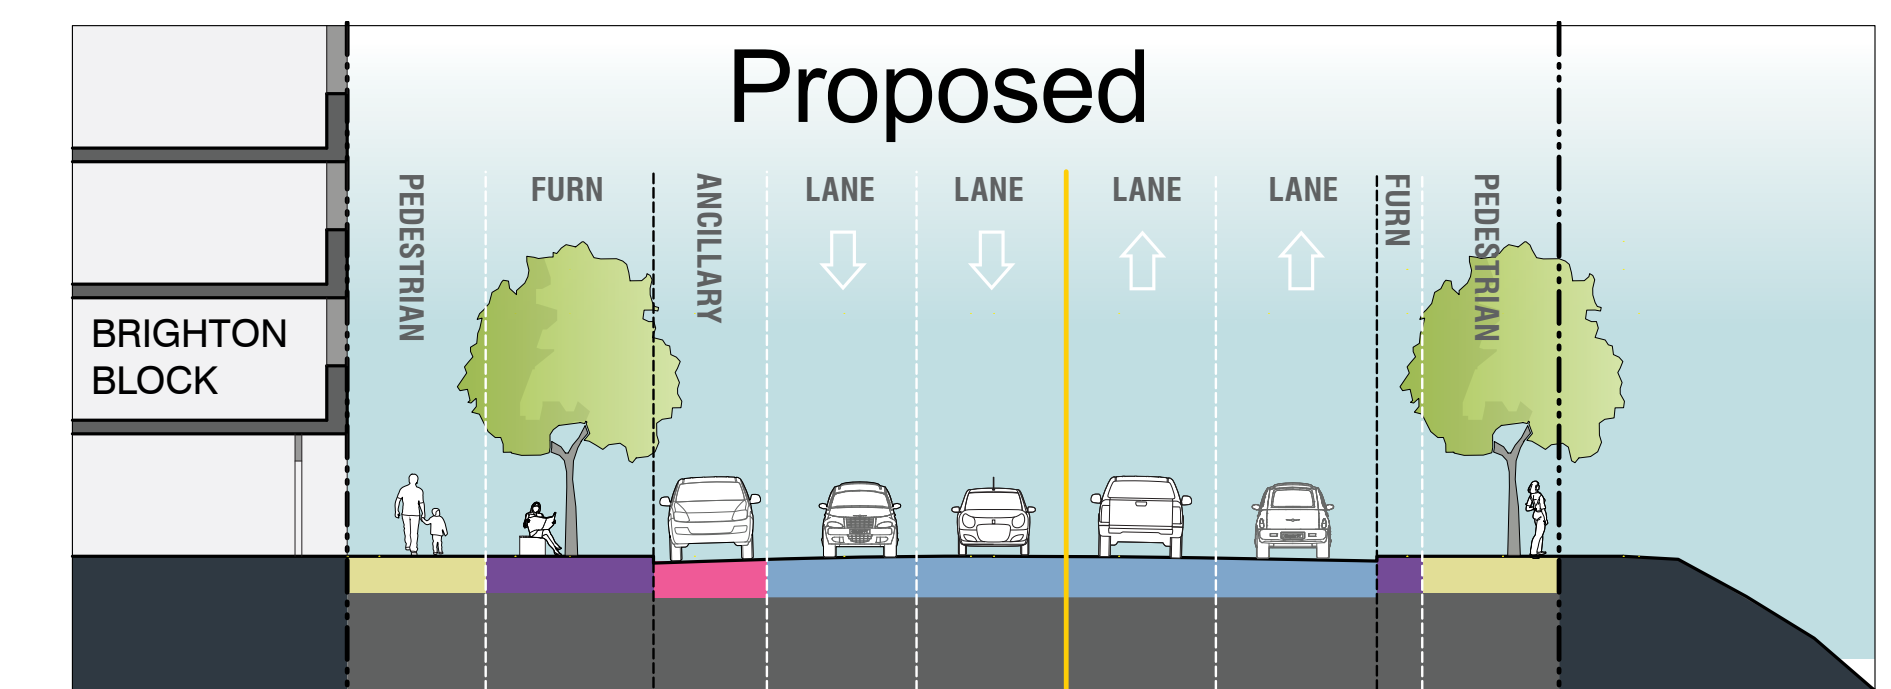 Proposed
PEDESTRIAN
FURN
ANCILLARY
LANE
LANE
LANE
LANE
FURN
PEDESTRIAN
BRIGHTON
BLOCK